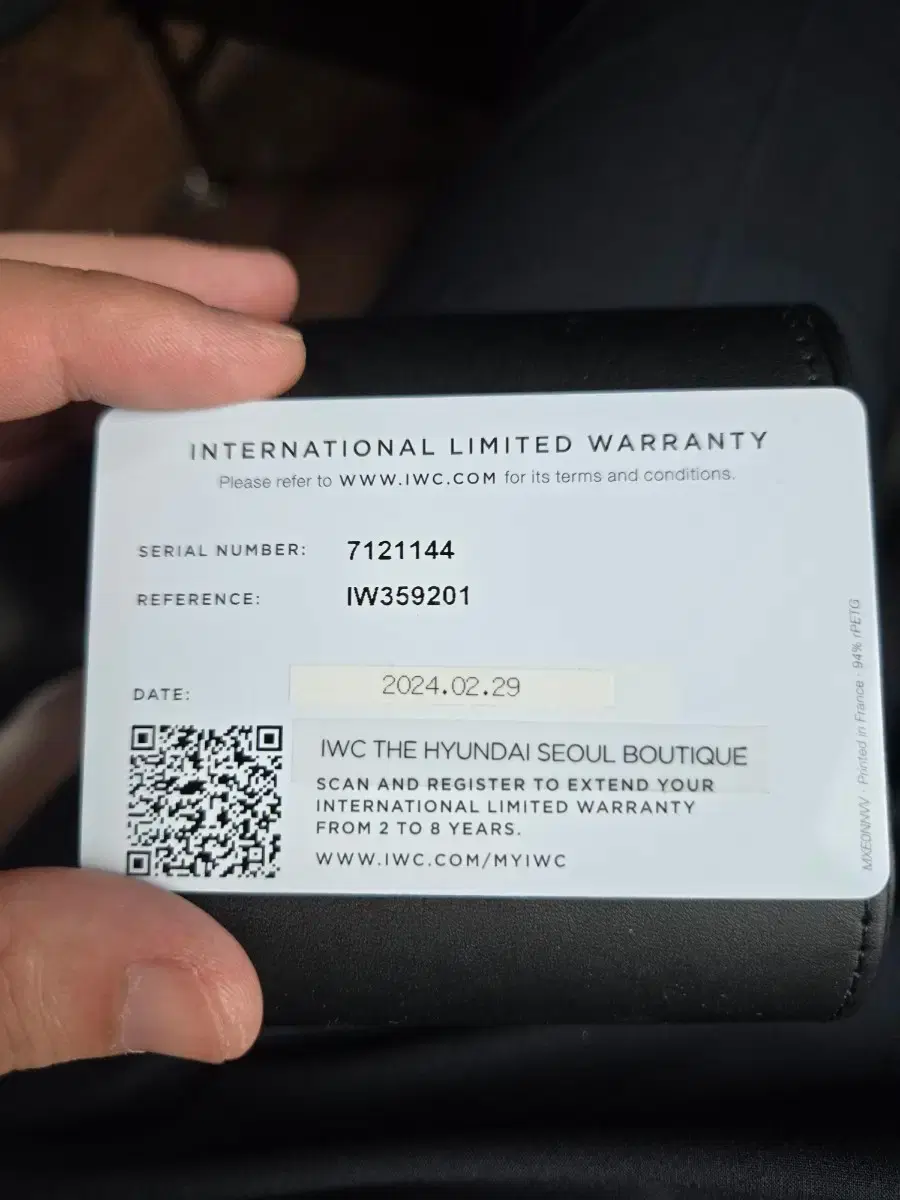 INTERNATIONAL LIMITED WARRANTY
Please refer to WWW.IWC.COM for its terms and conditions.
SERIAL NUMBER: 7121144
REFERENCE: IW359201
DATE: 2024.02.29
IWC THE HYUNDAI SEOUL BOUTIQUE
SCAN AND REGISTER TO EXTEND YOUR
INTERNATIONAL LIMITED WARRANTY
FROM 2 TO 8 YEARS.
WWW.IWC.COM/MYIWC
Printed in France · 94% rPETG